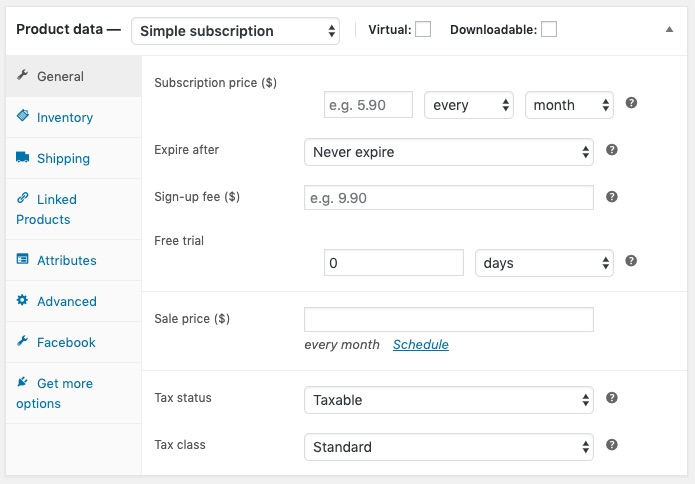 Product data — Simple subscription Virtual: Downloadable:
General
Inventory
Shipping
Linked
Products
Attributes
Advanced
Facebook
Get more
options
Subscription price ($)
e.g. 5.90 every month
Expire after Never expire
Sign-up fee ($) e.g. 9.90
Free trial
0 days
Sale price ($)
every month Schedule
Tax status Taxable
Tax class Standard